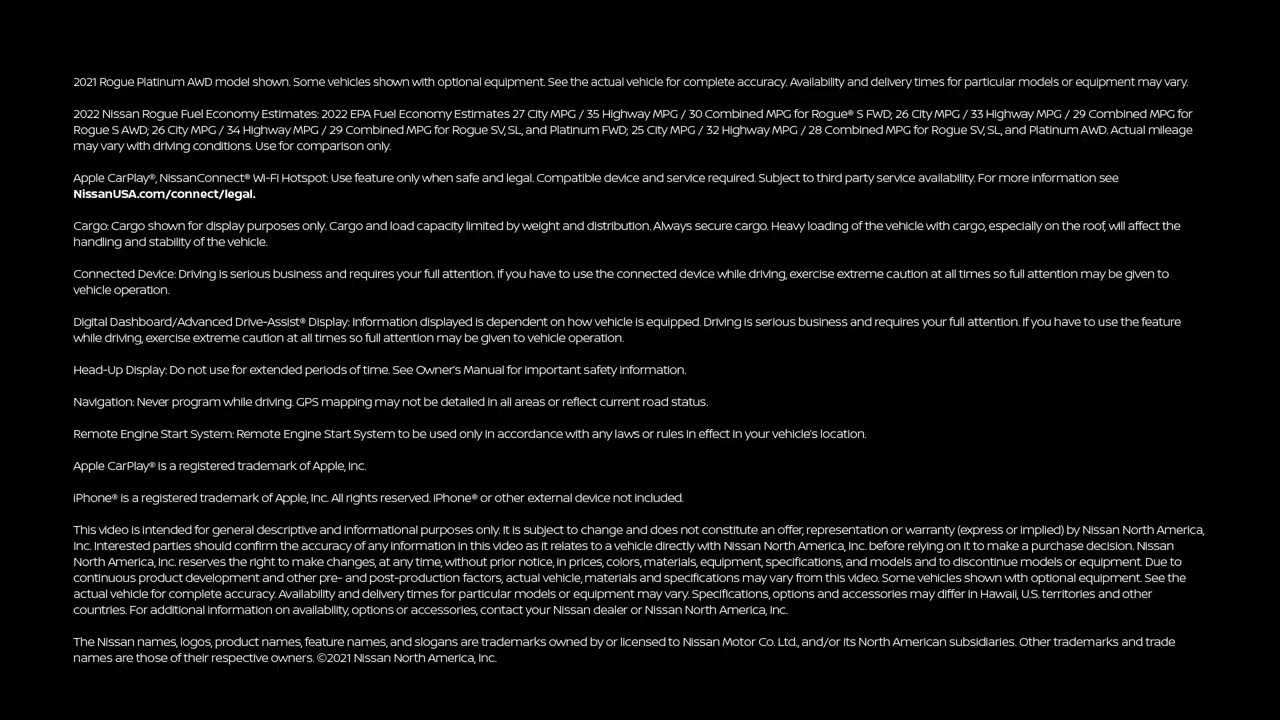 2021 Rogue Platinum AWD model shown. Some vehicles shown with optional equipment. See the actual vehicle for complete accuracy. Availability and delivery times for particular models or equipment may vary.
2022 Nissan Rogue Fuel Economy Estimates: 2022 EPA Fuel Economy Estimates 27 City MPG / 35 Highway MPG / 30 Combined MPG for Rogue® S FWD; 26 City MPG / 33 Highway MPG / 29 Combined MPG for
Rogue S AWD; 26 City MPG / 34 Highway MPG / 29 Combined MPG for Rogue SV, SL, and Platinum FWD; 25 City MPG / 32 Highway MPG / 28 Combined MPG for Rogue SV, SL, and Platinum AWD. Actual mileage
may vary with driving conditions. Use for comparison only.
Apple CarPlay®, NissanConnect® Wi-Fi Hotspot: Use feature only when safe and legal. Compatible device and service required. Subject to third party service availability. For more information see
NissanUSA.com/connect/legal.
Cargo: Cargo shown for display purposes only. Cargo and load capacity limited by weight and distribution. Always secure cargo. Heavy loading of the vehicle with cargo, especially on the roof, will affect the
handling and stability of the vehicle.
Connected Device: Driving is serious business and requires your full attention. If you have to use the connected device while driving, exercise extreme caution at all times so full attention may be given to
vehicle operation.
Digital Dashboard/Advanced Drive-Assist® Display: Information displayed is dependent on how vehicle is equipped. Driving is serious business and requires your full attention. If you have to use the feature
while driving, exercise extreme caution at all times so full attention may be given to vehicle operation.
Head-Up Display: Do not use for extended periods of time. See Owner's Manual for important safety information.
Navigation: Never program while driving. GPS mapping may not be detailed in all areas or reflect current road status.
Remote Engine Start System: Remote Engine Start System to be used only in accordance with any laws or rules in effect in your vehicle's location.
Apple CarPlay® is a registered trademark of Apple, Inc.
iPhone® is a registered trademark of Apple, Inc. All rights reserved. iPhone® or other external device not included.
This video is intended for general descriptive and informational purposes only. It is subject to change and does not constitute an offer, representation or warranty (express or implied) by Nissan North America,
Inc. Interested parties should confirm the accuracy of any information in this video as it relates to a vehicle directly with Nissan North America, Inc. before relying on it to make a purchase decision. Nissan
North America, Inc. reserves the right to make changes, at any time, without prior notice, in prices, colors, materials, equipment, specifications, and models and to discontinue models or equipment. Due to
continuous product development and other pre- and post-production factors, actual vehicle, materials and specifications may vary from this video. Some vehicles shown with optional equipment. See the
actual vehicle for complete accuracy. Availability and delivery times for particular models or equipment may vary. Specifications, options and accessories may differ in Hawaii, U.S. territories and other
countries. For additional information on availability, options or accessories, contact your Nissan dealer or Nissan North America, Inc.
The Nissan names, logos, product names, feature names, and slogans are trademarks owned by or licensed to Nissan Motor Co. Ltd., and/or its North American subsidiaries. Other trademarks and trade
names are those of their respective owners. ©2021 Nissan North America, Inc.